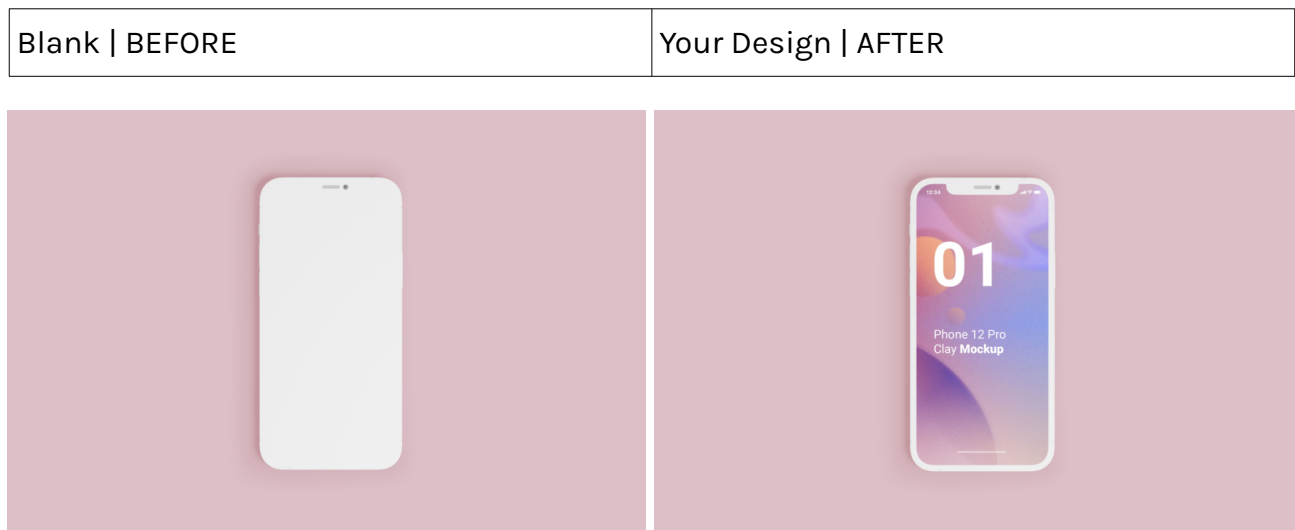 Blank | BEFORE
Your Design | AFTER
12:34
01
Phone 12 Pro
Clay Mockup